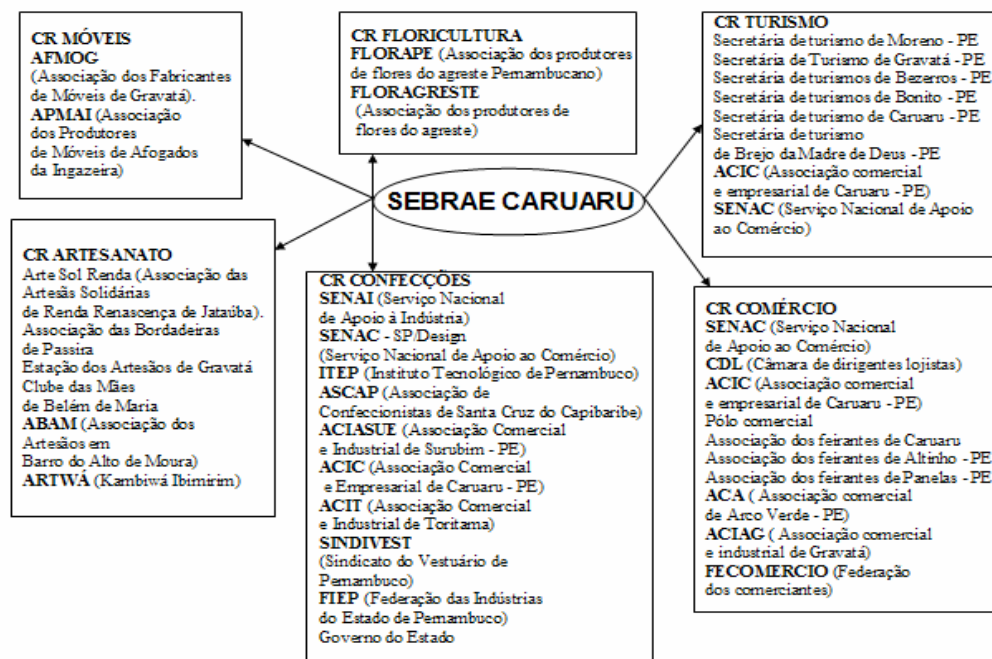 CR MÓVEIS
AFMOG
(Associação dos Fabricantes
de Móveis de Gravatá).
APMAI (Associação
dos Produtores
de Móveis de Afogados
da Ingazeira)
CR FLORICULTURA
FLORAPE (Associação dos produtores
de flores do agreste Pernambucano)
FLORAGRESTE
(Associação dos produtores de
flores do agreste)
CR TURISMO
Secretária de turismo de Moreno - PE
Secretária de Turismo de Gravatá - PE
Secretária de turismos de Bezerros - PE
Secretária de turismos de Bonito - PE
Secretária de turismo de Caruaru - PE
Secretária de turismo
de Brejo da Madre de Deus - PE
ACIC (Associação comercial
e empresarial de Caruaru - PE)
SENAC (Serviço Nacional de Apoio
ao Comércio)
SEBRAE CARUARU
CR ARTESANATO
Arte Sol Renda (Associação das
Artesãs Solidárias
de Renda Renascença de Jataúba).
Associação das Bordadeiras
de Passira
Estação dos Artesãos de Gravatá
Clube das Mães
de Belém de Maria
ABAM (Associação dos
Artesãos em
Barro do Alto de Moura)
ARTWÁ (Kambiwá Ibimirim)
CR CONFECÇÕES
SENAI (Serviço Nacional
de Apoio à Indústria)
SENAC - SP/Design
(Serviço Nacional de Apoio ao Comércio)
ITEP (Instituto Tecnológico de Pernambuco)
ASCAP (Associação de
Confeccionistas de Santa Cruz do Capibaribe)
ACIASUE (Associação Comercial
e Industrial de Surubim - PE)
ACIC (Associação Comercial
e Empresarial de Caruaru - PE)
ACIT (Associação Comercial
e Industrial de Toritama)
SINDIVEST
(Sindicato do Vestuário de
Pernambuco)
FIEP (Federação das Indústrias
do Estado de Pernambuco)
Governo do Estado
CR COMÉRCIO
SENAC (Serviço Nacional
de Apoio ao Comércio)
CDL (Câmara de dirigentes lojistas)
ACIC (Associação comercial
e empresarial de Caruaru - PE)
Pólo comercial
Associação dos feirantes de Caruaru
Associação dos feirantes de Altinho - PE
Associação dos feirantes de Panelas - PE
ACA ( Associação comercial
de Arco Verde - PE)
ACIAG ( Associação comercial
e industrial de Gravatá)
FECOMERCIO (Federação
dos comerciantes)